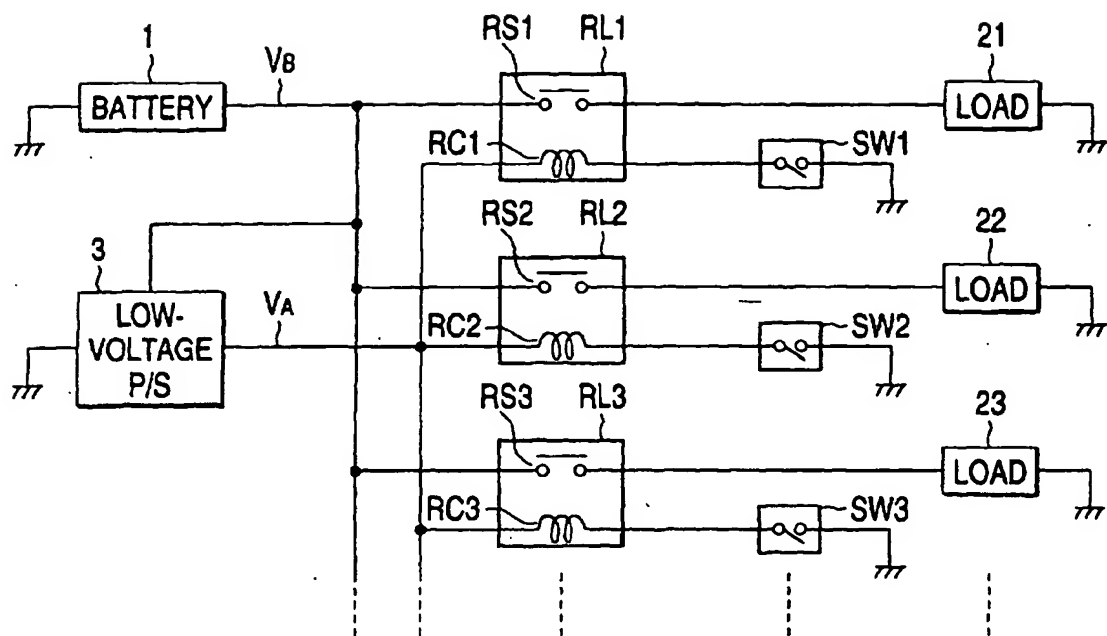 1
VB
RS1
RL1
21
BATTERY
LOAD
RC1
SW1
RS2
RL2
22
3
LOW-
VOLTAGE
P/S
VA
LOAD
RC2
SW2
RS3
RL3
23
LOAD
RC3
SW3